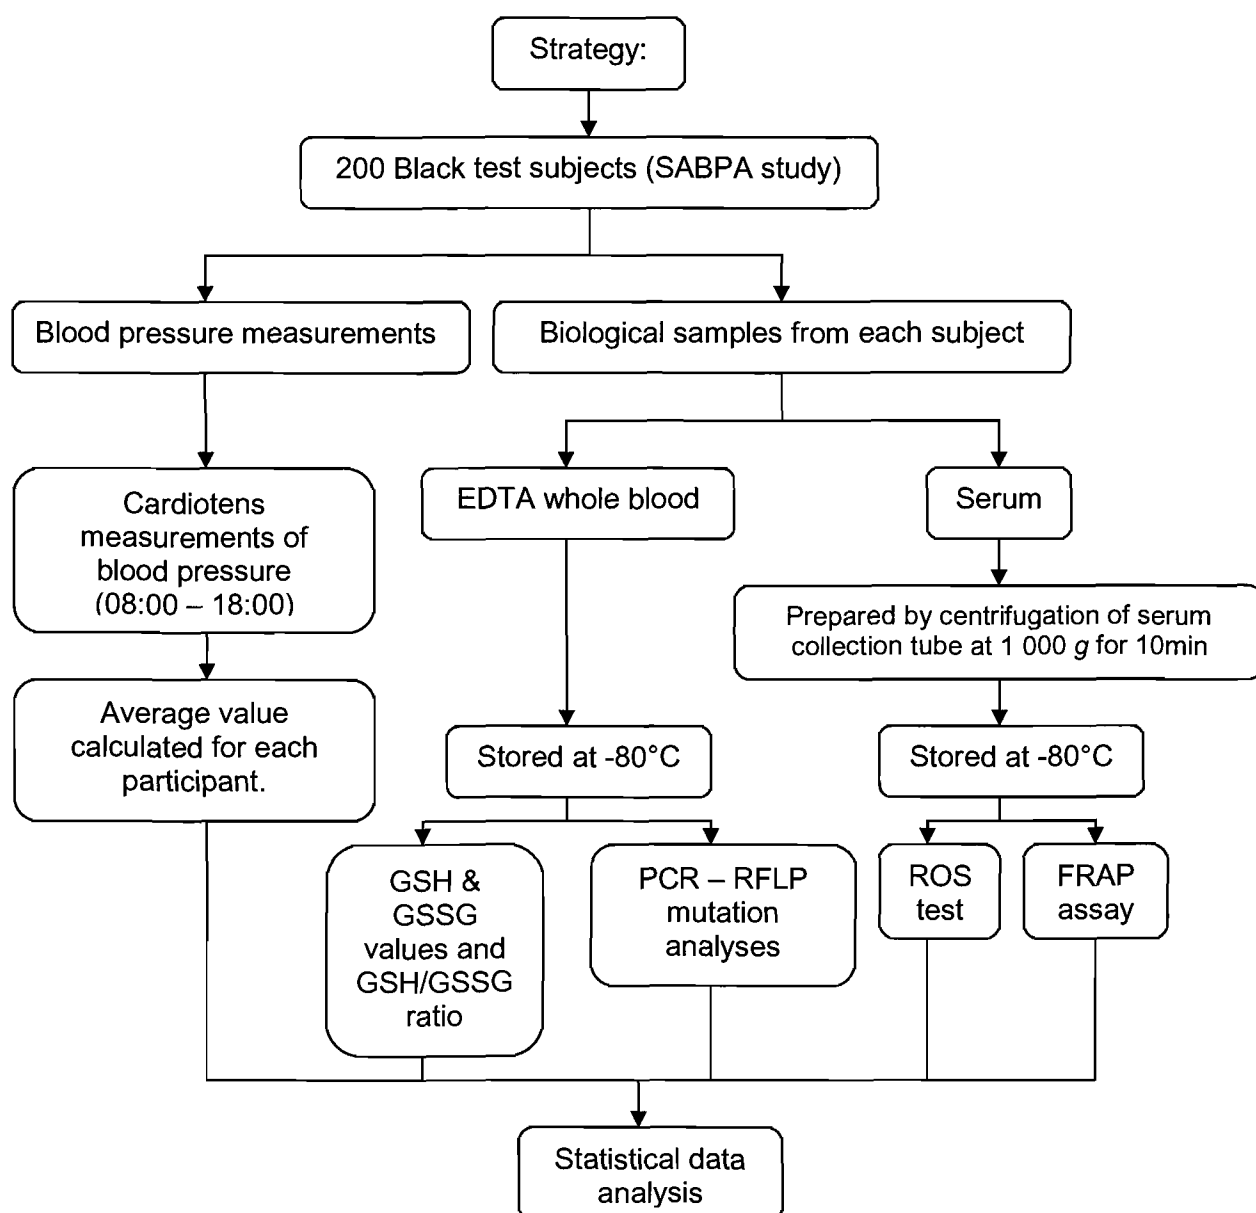 Strategy:
200 Black test subjects (SABPA study)
Blood pressure measurements
Biological samples from each subject
Cardiotens
measurements of
blood pressure
(08:00 – 18:00)
EDTA whole blood
Serum
Prepared by centrifugation of serum
collection tube at 1 000 g for 10min
Average value
calculated for each
participant.
Stored at -80°C
Stored at -80°C
GSH &
GSSG
values and
GSH/GSSG
ratio
PCR – RFLP
mutation
analyses
ROS
test
FRAP
assay
Statistical data
analysis